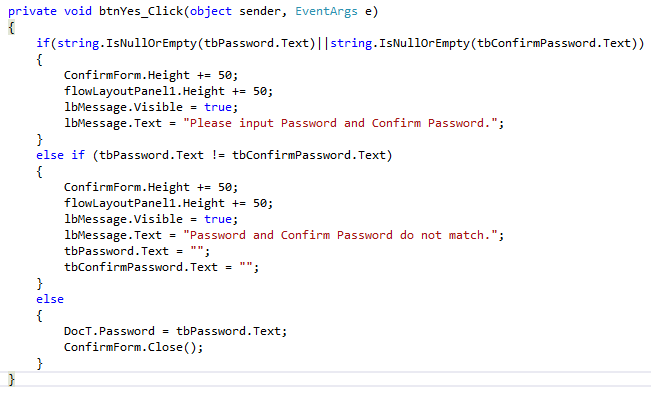 private void btnYes_Click(object sender, EventArgs e)
{
    if(string.IsNullOrEmpty(tbPassword.Text)||string.IsNullOrEmpty(tbConfirmPassword.Text))
    {
        ConfirmForm.Height += 50;
        flowLayoutPanel1.Height += 50;
        lbMessage.Visible = true;
        lbMessage.Text = "Please input Password and Confirm Password.";
    }
    else if (tbPassword.Text != tbConfirmPassword.Text)
    {
        ConfirmForm.Height += 50;
        flowLayoutPanel1.Height += 50;
        lbMessage.Visible = true;
        lbMessage.Text = "Password and Confirm Password do not match.";
        tbPassword.Text = "";
        tbConfirmPassword.Text = "";
    }
    else
    {
        DocT.Password = tbPassword.Text;
        ConfirmForm.Close();
    }
}